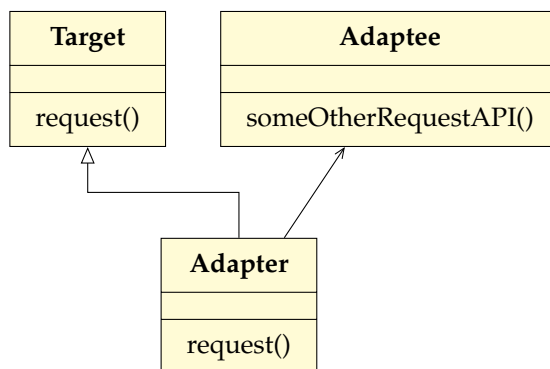 Target
request()
Adaptee
someOtherRequestAPI()
Adapter
request()